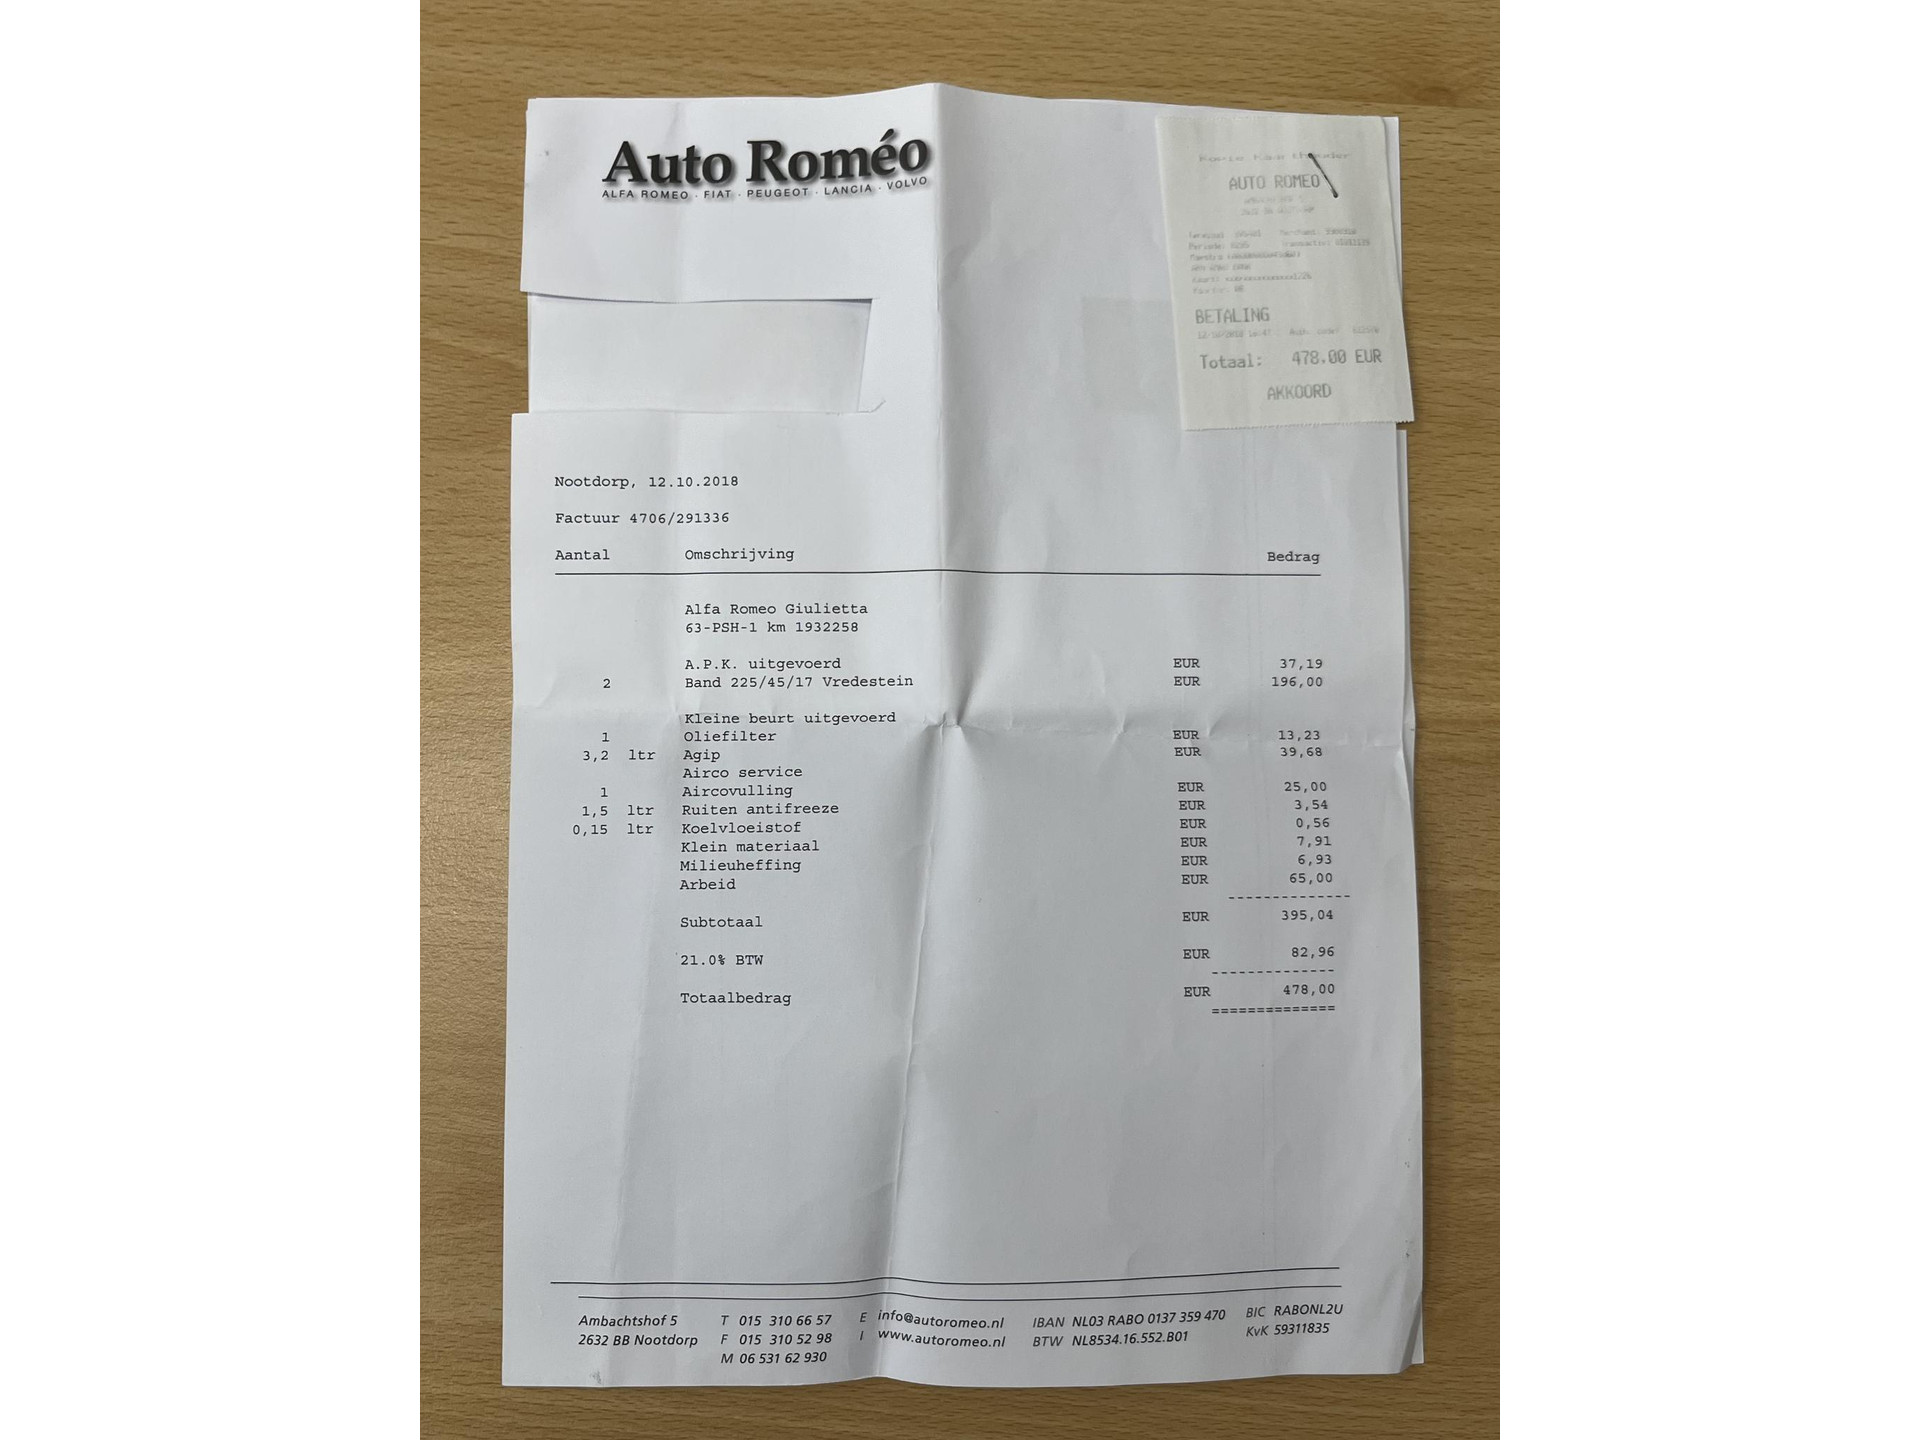 Auto Roméo
ALFA ROMEO · FIAT · PEUGEOT · LANCIA · VOLVO
AUTO ROMEO
BETALING
Totaal: 478.00 EUR
AKKOORD
Nootdorp, 12.10.2018
Factuur 4706/291336
Aantal Omschrijving Bedrag
Alfa Romeo Giulietta
63-PSH-1 km 1932258
A.P.K. uitgevoerd EUR 37,19
2 Band 225/45/17 Vredestein EUR 196,00
Kleine beurt uitgevoerd
1 Oliefilter EUR 13,23
3,2 ltr Agip EUR 39,68
Airco service
1 Aircovulling EUR 25,00
1,5 ltr Ruiten antifreeze EUR 3,54
0,15 ltr Koelvloeistof EUR 0,56
Klein materiaal EUR 7,91
Milieuheffing EUR 6,93
Arbeid EUR 65,00
--------------
Subtotaal EUR 395,04
21.0% BTW EUR 82,96
--------------
Totaalbedrag EUR 478,00
==============
Ambachtshof 5 T 015 310 66 57 E info@autoromeo.nl IBAN NL03 RABO 0137 359 470 BIC RABONL2U
2632 BB Nootdorp F 015 310 52 98 I www.autoromeo.nl BTW NL8534.16.552.B01 KvK 59311835
M 06 531 62 930